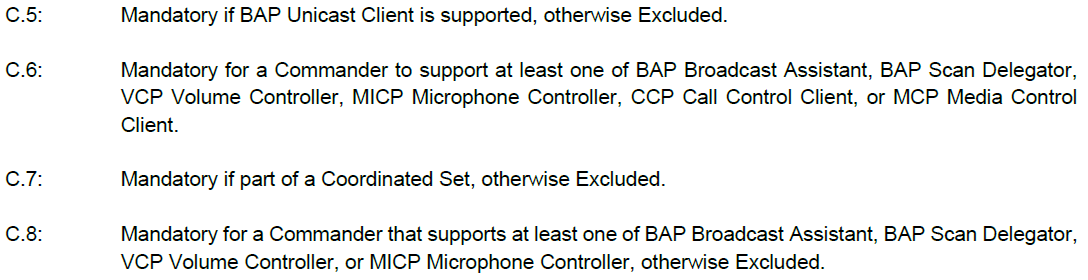 C.5: Mandatory if BAP Unicast Client is supported, otherwise Excluded.
C.6: Mandatory for a Commander to support at least one of BAP Broadcast Assistant, BAP Scan Delegator,
VCP Volume Controller, MICP Microphone Controller, CCP Call Control Client, or MCP Media Control
Client.
C.7: Mandatory if part of a Coordinated Set, otherwise Excluded.
C.8: Mandatory for a Commander that supports at least one of BAP Broadcast Assistant, BAP Scan Delegator,
VCP Volume Controller, or MICP Microphone Controller, otherwise Excluded.